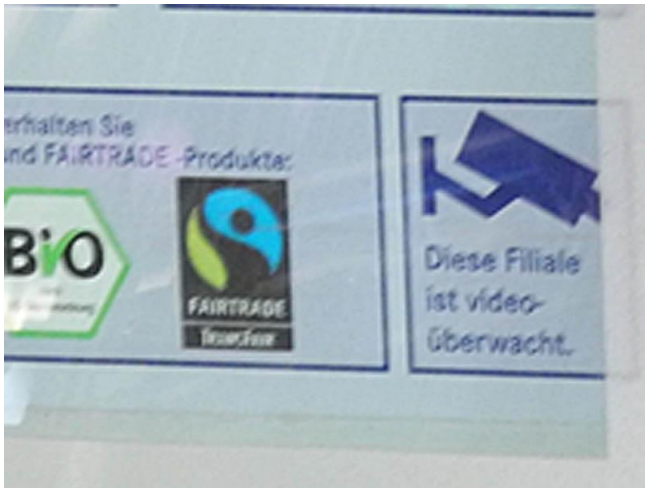 erhalten Sie
und FAIRTRADE-Produkte:
BiO
FAIRTRADE
Diese Filiale
ist video-
überwacht.